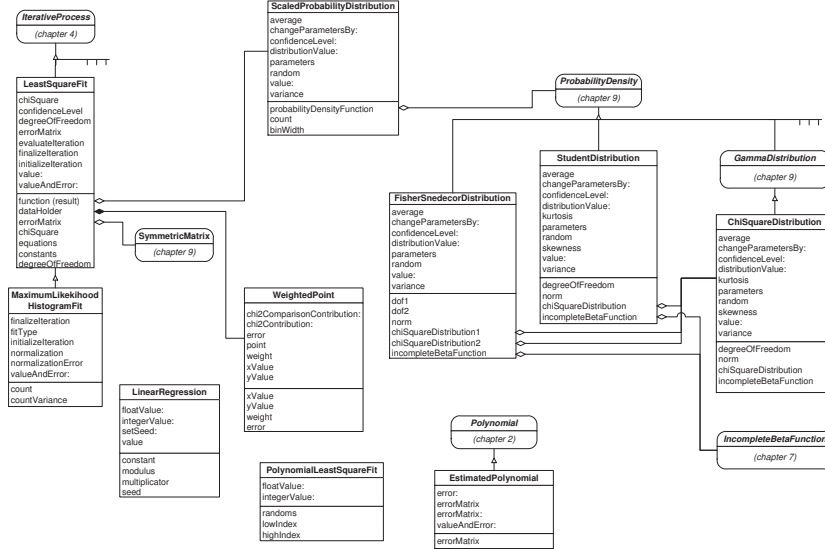 IterativeProcess
(chapter 4)
LeastSquareFit
chiSquare
confidenceLevel
degreeOfFreedom
errorMatrix
evaluateIteration
finalizeIteration
initializeIteration
value:
valueAndError:
function (result)
dataHolder
errorMatrix
chiSquare
equations
constants
degreeOfFreedom
MaximumLikekihood
HistogramFit
finalizeIteration
fitType
initializeIteration
normalization
normalizationError
valueAndError:
count
countVariance
SymmetricMatrix
(chapter 9)
LinearRegression
floatValue:
integerValue:
setSeed:
value
constant
modulus
multiplicator
seed
ScaledProbabilityDistribution
average
changeParametersBy:
confidenceLevel:
distributionValue:
parameters
random
value:
variance
probabilityDensityFunction
count
binWidth
WeightedPoint
chi2ComparisonContribution:
chi2Contribution:
error
point
weight
xValue
yValue
xValue
yValue
weight
error
PolynomialLeastSquareFit
floatValue:
integerValue:
randoms
lowIndex
highIndex
ProbabilityDensity
(chapter 9)
FisherSnedecorDistribution
average
changeParametersBy:
confidenceLevel:
distributionValue:
parameters
random
value:
variance
dof1
dof2
norm
chiSquareDistribution1
chiSquareDistribution2
incompleteBetaFunction
StudentDistribution
average
changeParametersBy:
confidenceLevel:
distributionValue:
kurtosis
parameters
random
skewness
value:
variance
degreeOfFreedom
norm
chiSquareDistribution
incompleteBetaFunction
GammaDistribution
(chapter 9)
ChiSquareDistribution
average
changeParametersBy:
confidenceLevel:
distributionValue:
kurtosis
parameters
random
skewness
value:
variance
degreeOfFreedom
norm
chiSquareDistribution
incompleteBetaFunction
Polynomial
(chapter 2)
EstimatedPolynomial
error:
errorMatrix
errorMatrix:
valueAndError:
errorMatrix
IncompleteBetaFunction
(chapter 7)